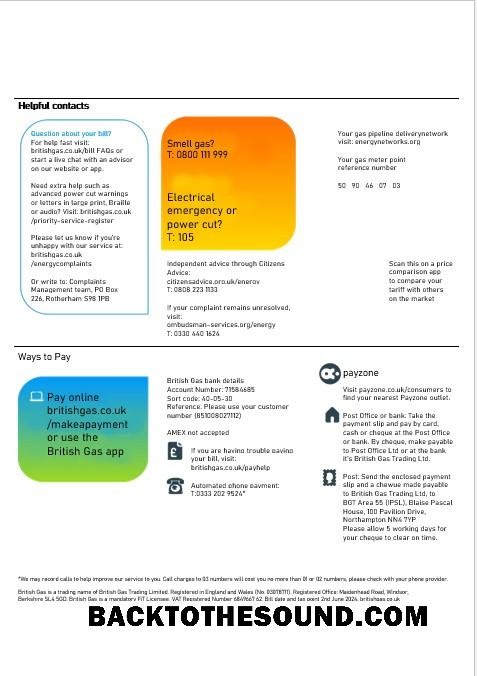 Helpful contacts
Question about your bill?
For help fast visit:
britishgas.co.uk/bill FAQs or
start a live chat with an advisor
on our website or app.
Need extra help such as
advanced power cut warnings
or letters in large print, Braille
or audio? Visit: britishgas.co.uk
/priority-service-register
Please let us know if you're
unhappy with our service at:
britishgas.co.uk
/energycomplaints
Or write to: Complaints
Management team, PO Box
226, Rotherham S98 1PB
Smell gas?
T: 0800 111 999
Electrical
emergency or
power cut?
T: 105
Independent advice through Citizens
Advice:
citizensadvice.oro.uk/enerov
T: 0808 223 1133
If your complaint remains unresolved,
visit:
ombudsman-services.org/energy
T: 0330 440 1624
Your gas pipeline deliverynetwork
visit: energynetworks.org
Your gas meter point
reference number
50 90 46 07 03
Scan this on a price
comparison app
to compare your
tariff with others
on the market
Ways to Pay
Pay online
britishgas.co.uk
/makeapayment
or use the
British Gas app
British Gas bank details
Account Number: 71584685
Sort code: 40-05-30
Reference: Please use your customer
number (851008027112)
AMEX not accepted
If you are having trouble paving
your bill, visit:
britishgas.co.uk/payhelp
Automated phone pavment:
T:0333 202 9524*
payzone
Visit payzone.co.uk/consumers to
find your nearest Payzone outlet.
Post Office or bank: Take the
payment slip and pay by card,
cash or cheque at the Post Office
or bank. By cheque, make payable
to Post Office Ltd or at the bank
it's British Gas Trading Ltd.
Post: Send the enclosed payment
slip and a chewue made payable
to British Gas Trading Ltd, to
BGT Area 55 (IPSL), Blaise Pascal
House, 100 Pavilion Drive,
Northampton NN4 7YP
Please allow 5 working days for
your cheque to clear on time.
*We may record calls to help improve our service to you. Call charges to 03 numbers will cost you no more than 01 or 02 numbers, please check with your phone provider.
British Gas is a trading name of British Gas Trading Limited. Registered in England and Wales (No. 03078711). Registered Office: Maidenhead Road, Windsor,
Berkshire SL4 5GD. British Gas is a mandatory FiT Licensee. VAT Registered Number 6849667 62. Bill date and tax point 2nd June 2024. britishgas.co.uk
BACKTOTHESOUND.COM